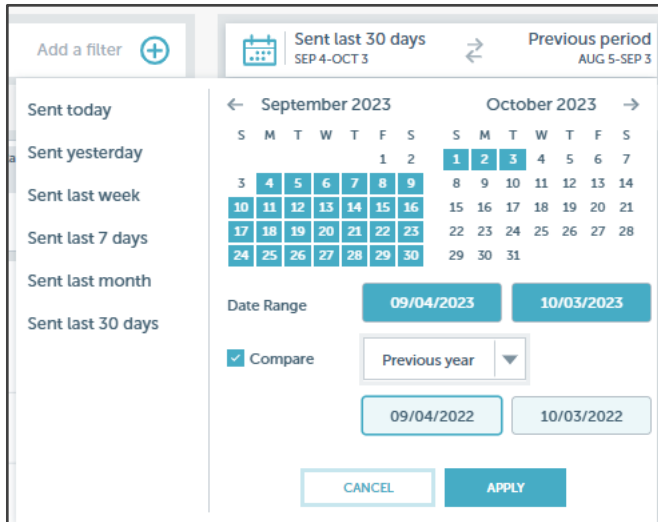 Add a filter
Sent last 30 days
SEP 4-OCT 3
Previous period
AUG 5-SEP 3
Sent today
Sent yesterday
Sent last week
Sent last 7 days
Sent last month
Sent last 30 days
September 2023
S M T W T F S
1 2
3 4 5 6 7 8 9
10 11 12 13 14 15 16
17 18 19 20 21 22 23
24 25 26 27 28 29 30
October 2023
S M T W T F S
1 2 3 4 5 6 7
8 9 10 11 12 13 14
15 16 17 18 19 20 21
22 23 24 25 26 27 28
29 30 31
Date Range 09/04/2023 10/03/2023
Compare Previous year
09/04/2022 10/03/2022
CANCEL APPLY